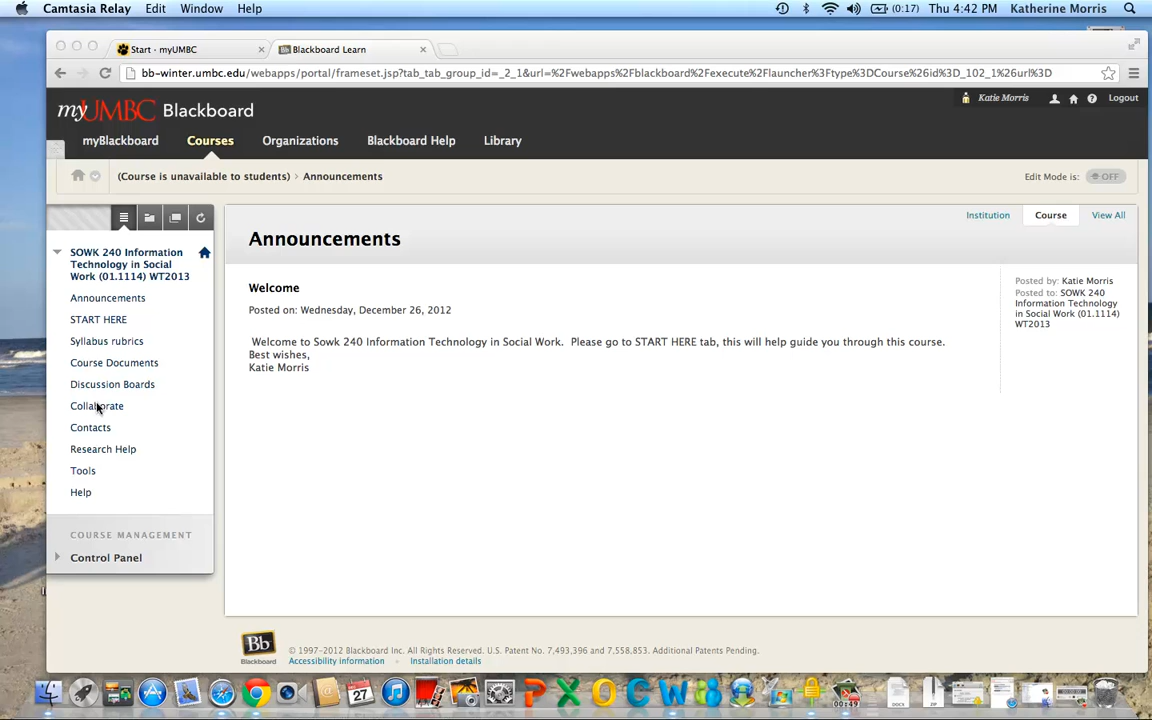 Camtasia Relay Edit Window Help (0:17) Thu 4:42 PM Katherine Morris
Start - myUMBC Blackboard Learn
bb-winter.umbc.edu/webapps/portal/frameset.jsp?tab_tab_group_id=_2_1&url=%2Fwebapps%2Fblackboard%2Fexecute%2Flauncher%3Ftype%3DCourse%26id%3D_102_1%26url%3D
myUMBC Blackboard
Katie Morris Logout
myBlackboard Courses Organizations Blackboard Help Library
(Course is unavailable to students) > Announcements Edit Mode is: OFF
Institution Course View All
Announcements
SOWK 240 Information
Technology in Social
Work (01.1114) WT2013
Announcements
START HERE
Syllabus rubrics
Course Documents
Discussion Boards
Collaborate
Contacts
Research Help
Tools
Help
COURSE MANAGEMENT
Control Panel
Welcome
Posted on: Wednesday, December 26, 2012
Welcome to Sowk 240 Information Technology in Social Work. Please go to START HERE tab, this will help guide you through this course.
Best wishes,
Katie Morris
Posted by: Katie Morris
Posted to: SOWK 240
Information Technology
in Social Work (01.1114)
WT2013
Bb
Blackboard
© 1997-2012 Blackboard Inc. All Rights Reserved. U.S. Patent No. 7,493,396 and 7,558,853. Additional Patents Pending.
Accessibility information Installation details
27
00:49
DOCX
ZIP